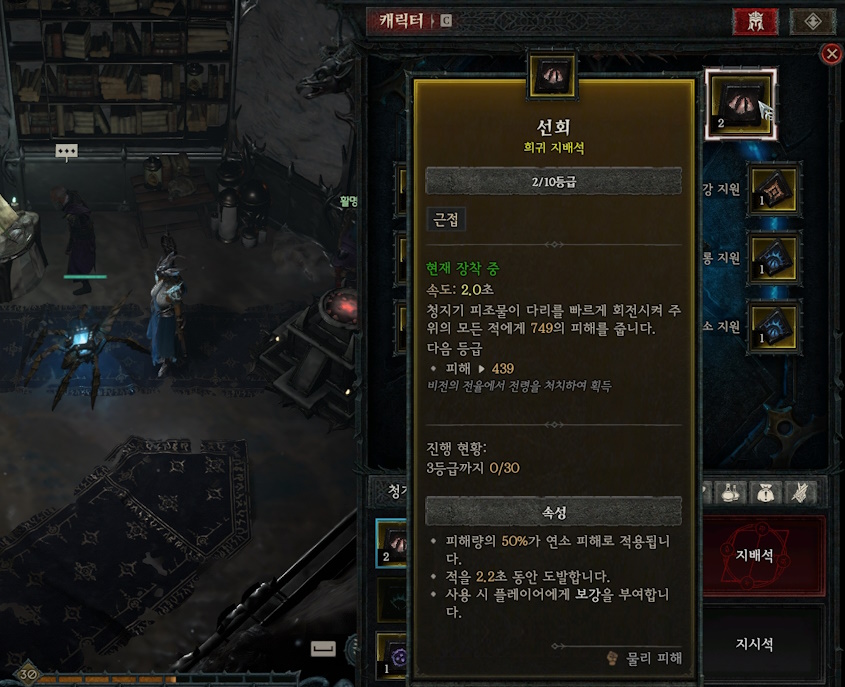 캐릭터 C
2
선회
회귀 지배석
2/10등급
근접
현재 장착 중
속도: 2.0초
청지기 피조물이 다리를 빠르게 회전시켜 주
위의 모든 적에게 749의 피해를 줍니다.
다음 등급
피해 ▶ 439
비전의 전율에서 전령을 처치하여 획득
진행 현황:
3등급까지 0/30
속성
피해량의 50%가 연소 피해로 적용됩니
다.
적을 2.2초 동안 도발합니다.
사용 시 플레이어에게 보강을 부여합니
다.
물리 피해
강 지원
1
지원
1
소 지원
1
청
2
1
지배석
지시석
30